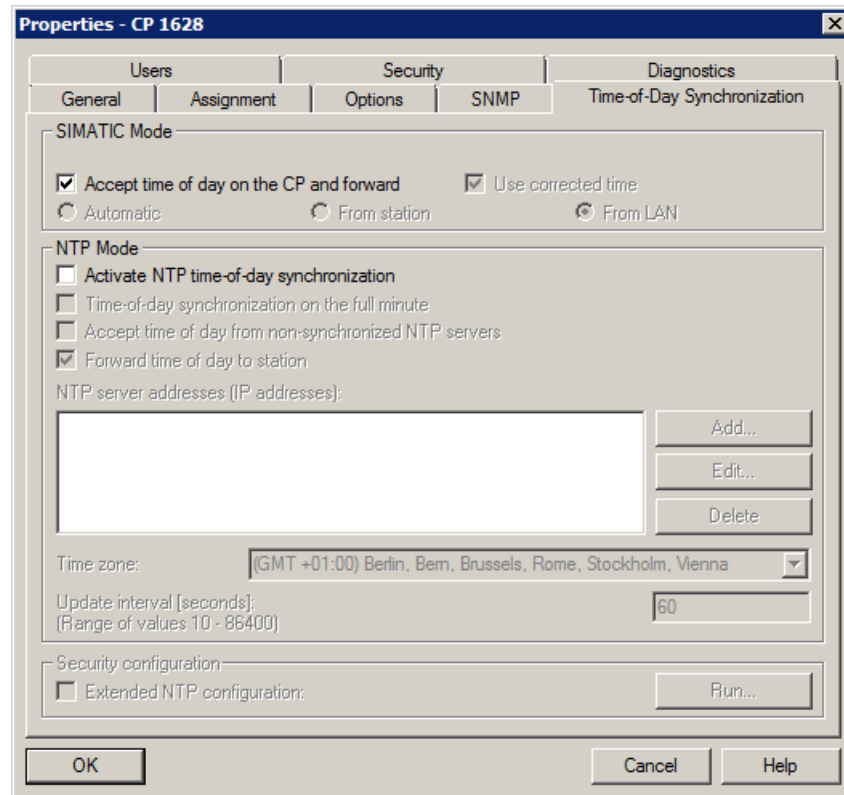 Properties - CP 1628
Users Security Diagnostics
General Assignment Options SNMP Time-of-Day Synchronization
SIMATIC Mode
Accept time of day on the CP and forward Use corrected time
Automatic From station From LAN
NTP Mode
Activate NTP time-of-day synchronization
Time-of-day synchronization on the full minute
Accept time of day from non-synchronized NTP servers
Forward time of day to station
NTP server addresses (IP addresses):
Add...
Edit...
Delete
Time zone: (GMT +01:00) Berlin, Bern, Brussels, Rome, Stockholm, Vienna
Update interval [seconds]: 60
(Range of values 10 - 86400)
Security configuration
Extended NTP configuration: Run...
OK Cancel Help